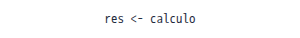 res <- calculo